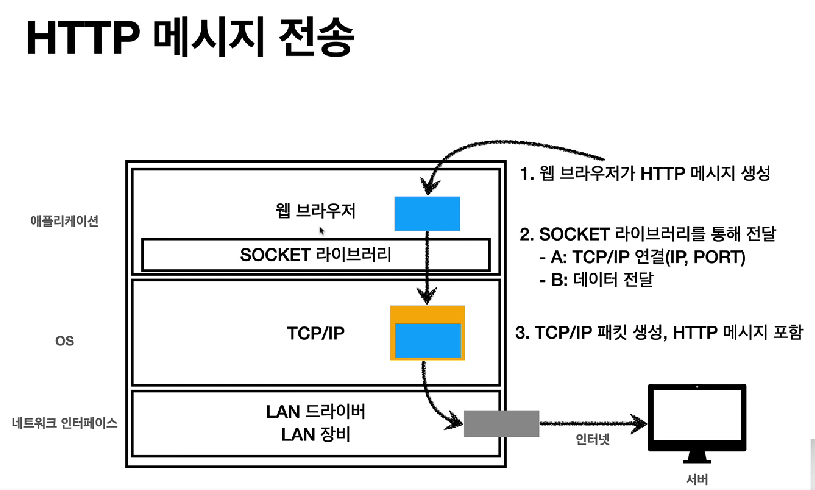 HTTP 메시지 전송
1. 웹 브라우저가 HTTP 메시지 생성
애플리케이션
웹 브라우저
SOCKET 라이브러리
2. SOCKET 라이브러리를 통해 전달
- A: TCP/IP 연결(IP, PORT)
- B: 데이터 전달
OS
TCP/IP
3. TCP/IP 패킷 생성, HTTP 메시지 포함
네트워크 인터페이스
LAN 드라이버
LAN 장비
인터넷
서버